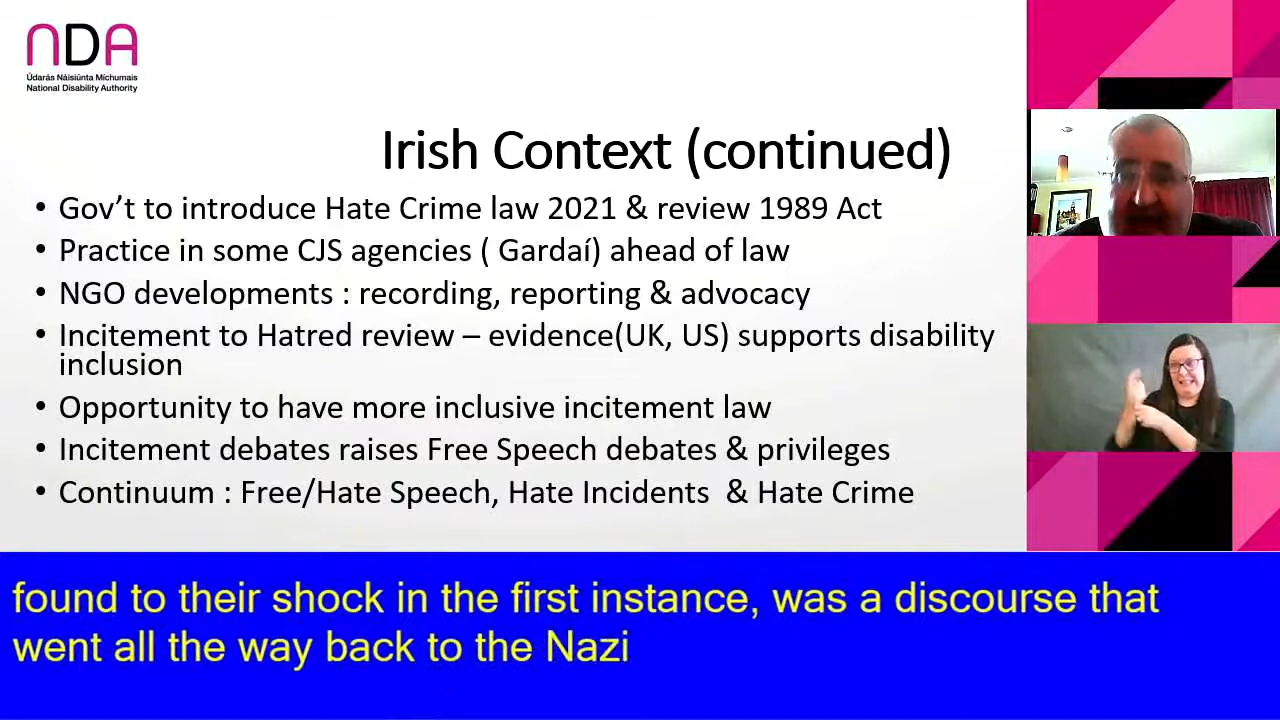 NDA
Údarás Náisiúnta Míchumais
National Disability Authority
Irish Context (continued)
• Gov’t to introduce Hate Crime law 2021 & review 1989 Act
• Practice in some CJS agencies ( Gardaí) ahead of law
• NGO developments : recording, reporting & advocacy
• Incitement to Hatred review – evidence(UK, US) supports disability
inclusion
• Opportunity to have more inclusive incitement law
• Incitement debates raises Free Speech debates & privileges
• Continuum : Free/Hate Speech, Hate Incidents & Hate Crime
found to their shock in the first instance, was a discourse that
went all the way back to the Nazi